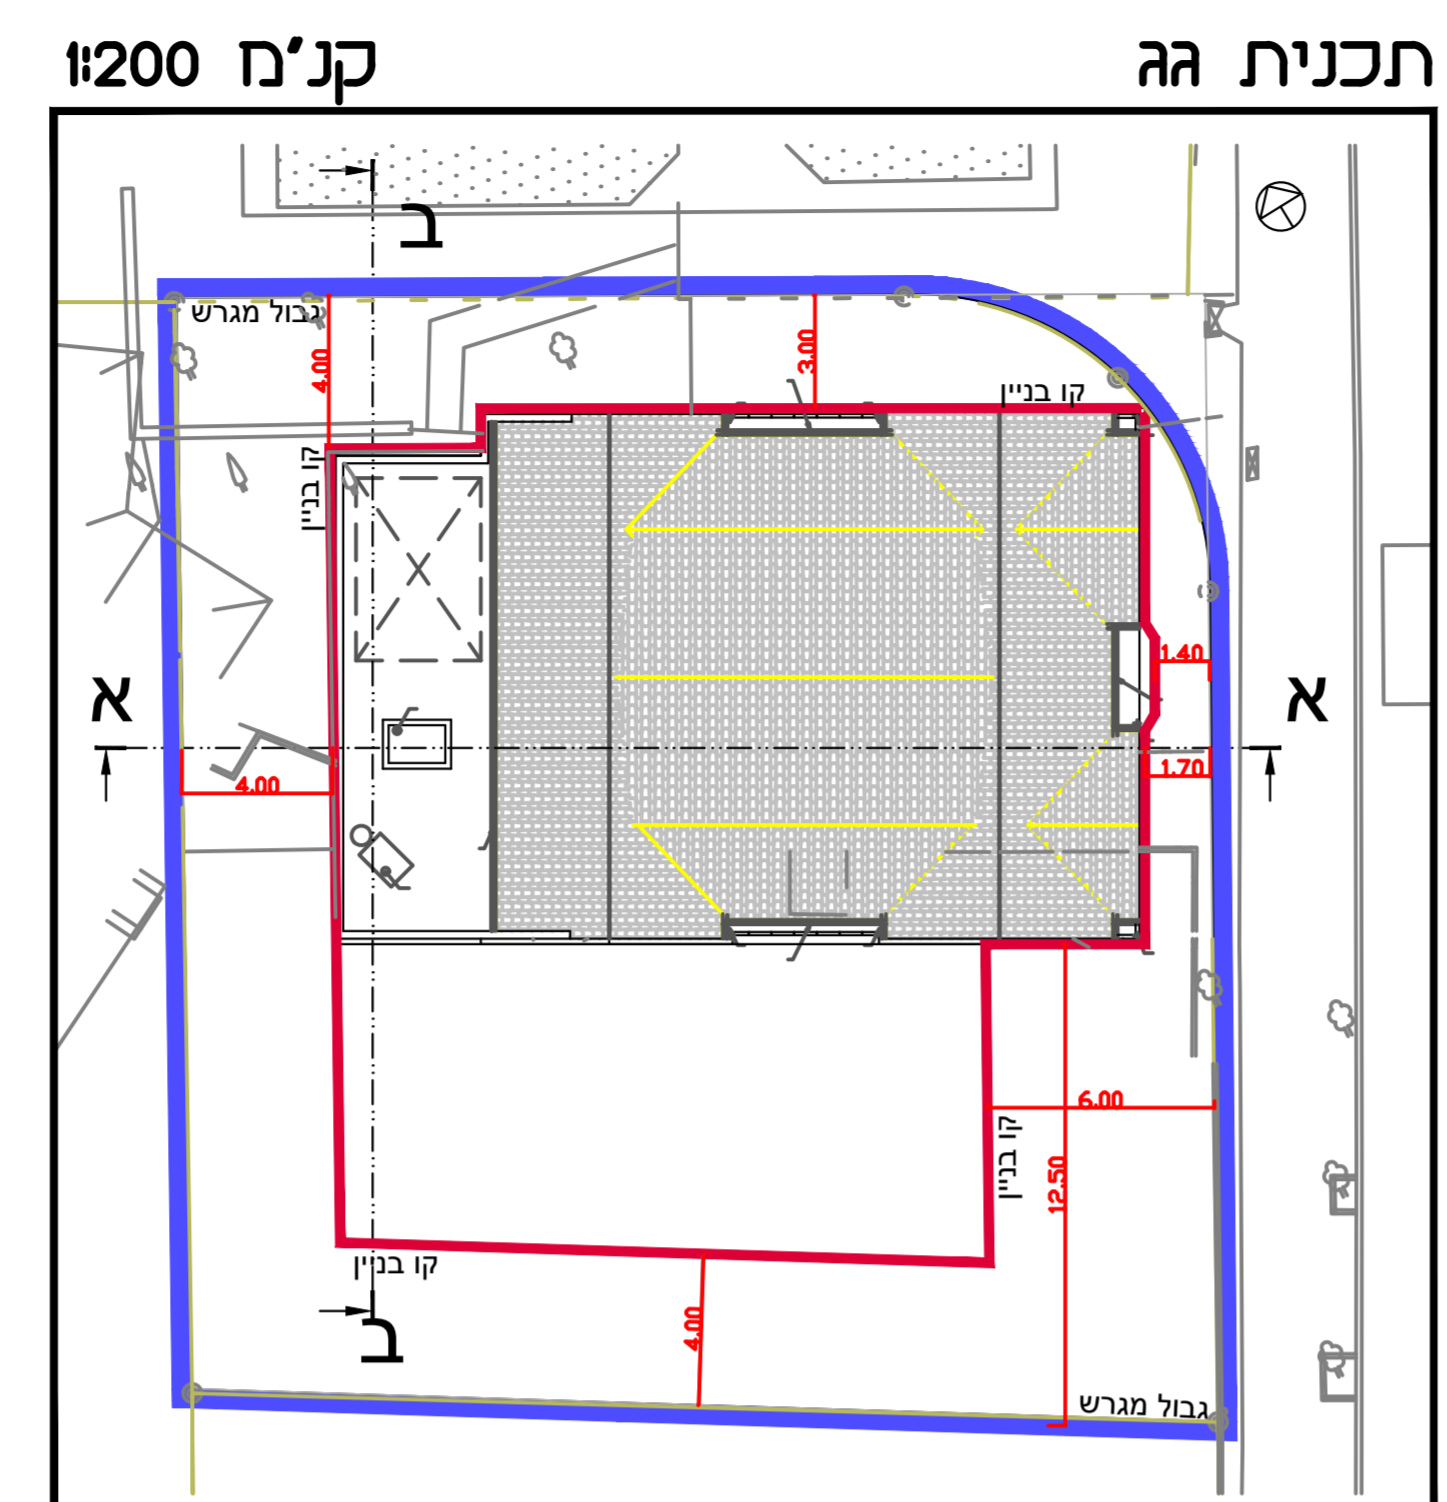 תכנית גג
קנ'מ 1:200
ב
גבול מגרש
4.00
3.00
קו בניין
קו בניין
1.40
א
א
1.70
4.00
6.00
קו בניין
12.50
קו בניין
ב
4.00
גבול מגרש